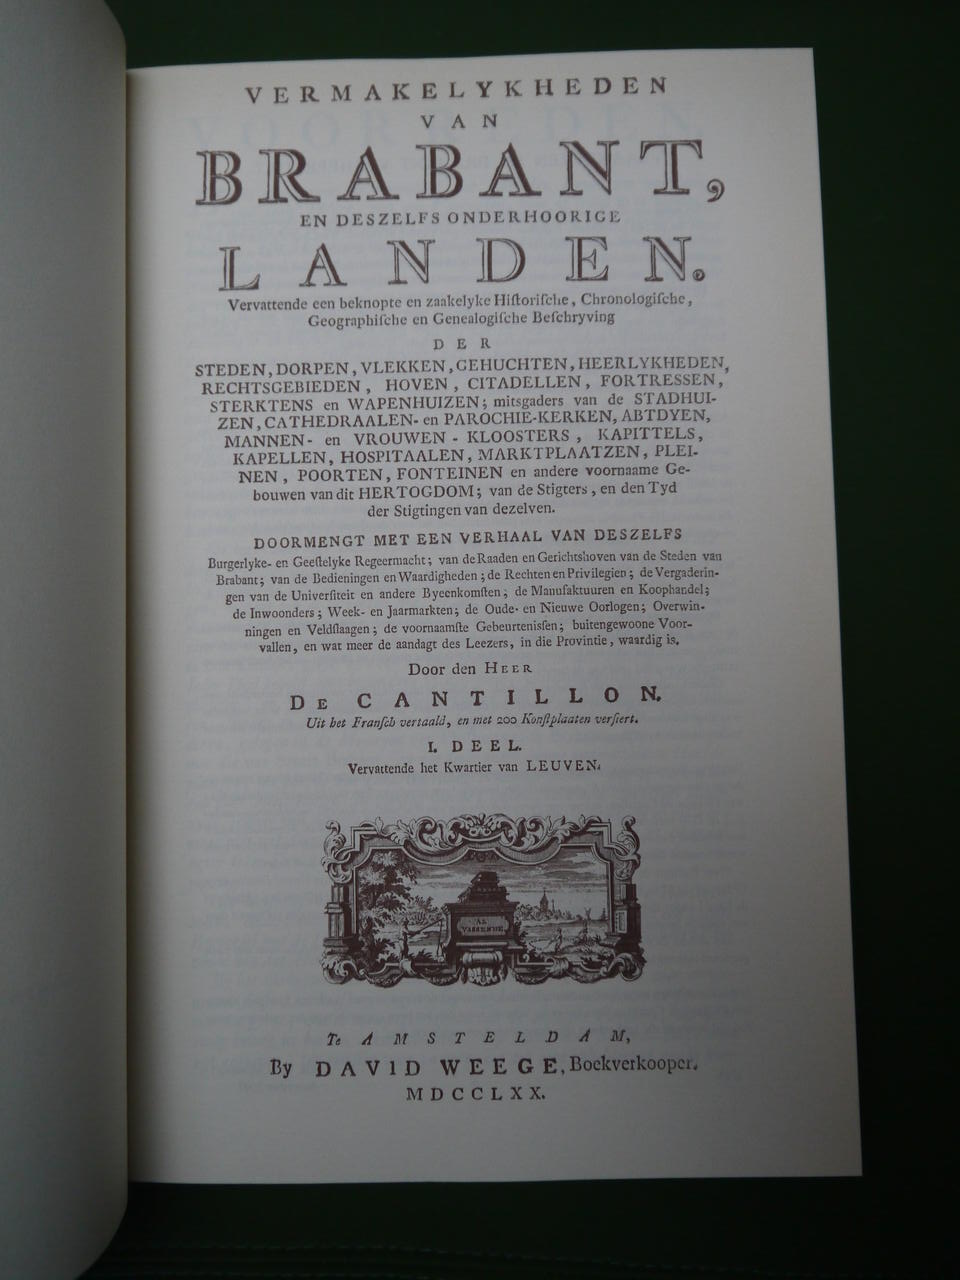 VERMAKELYKHEDEN
VAN
BRABANT,
EN DESZELFS ONDERHOORIGE
LANDEN.
Vervattende een beknopte en zaakelyke Hiſtoriſche, Chronologiſche,
Geographiſche en Genealogiſche Beſchryving
DER
STEDEN, DORPEN, VLEKKEN, GEHUCHTEN, HEERLYKHEDEN,
RECHTSGEBIEDEN, HOVEN, CITADELLEN, FORTRESSEN,
STERKTENS en WAPENHUIZEN; mitsgaders van de STADHUI-
ZEN, CATHEDRAALEN- en PAROCHIE-KERKEN, ABTDYEN,
MANNEN- en VROUWEN-KLOOSTERS, KAPITTELS,
KAPELLEN, HOSPITAALEN, MARKTPLAATZEN, PLEI-
NEN, POORTEN, FONTEINEN en andere voornaame Ge-
bouwen van dit HERTOGDOM; van de Stigters, en den Tyd
der Stigtingen van dezelven.
DOORMENGT MET EEN VERHAAL VAN DESZELFS
Burgerlyke- en Geeſtelyke Regeermacht; van de Raaden en Gerichtshoven van de Steden van
Brabant; van de Bedieningen en Waardigheden; de Rechten en Privilegien; de Vergaderin-
gen van de Univerſiteit en andere Byeenkomſten; de Manufaktuuren en Koophandel;
de Inwoonders; Week- en Jaarmarkten; de Oude- en Nieuwe Oorlogen; Overwin-
ningen en Veldſlaagen; de voornaamſte Gebeurteniſſen; buitengewoone Voor-
vallen, en wat meer de aandagt des Leezers, in die Provintie, waardig is.
Door den HEER
DE CANTILLON.
Uit het Franſch vertaald, en met 200 Konſtplaaten verſiert.
I. DEEL.
Vervattende het Kwartier van LEUVEN.
Te AMSTELDAM,
By DAVID WEEGE, Boekverkooper.
MDCCLXX.